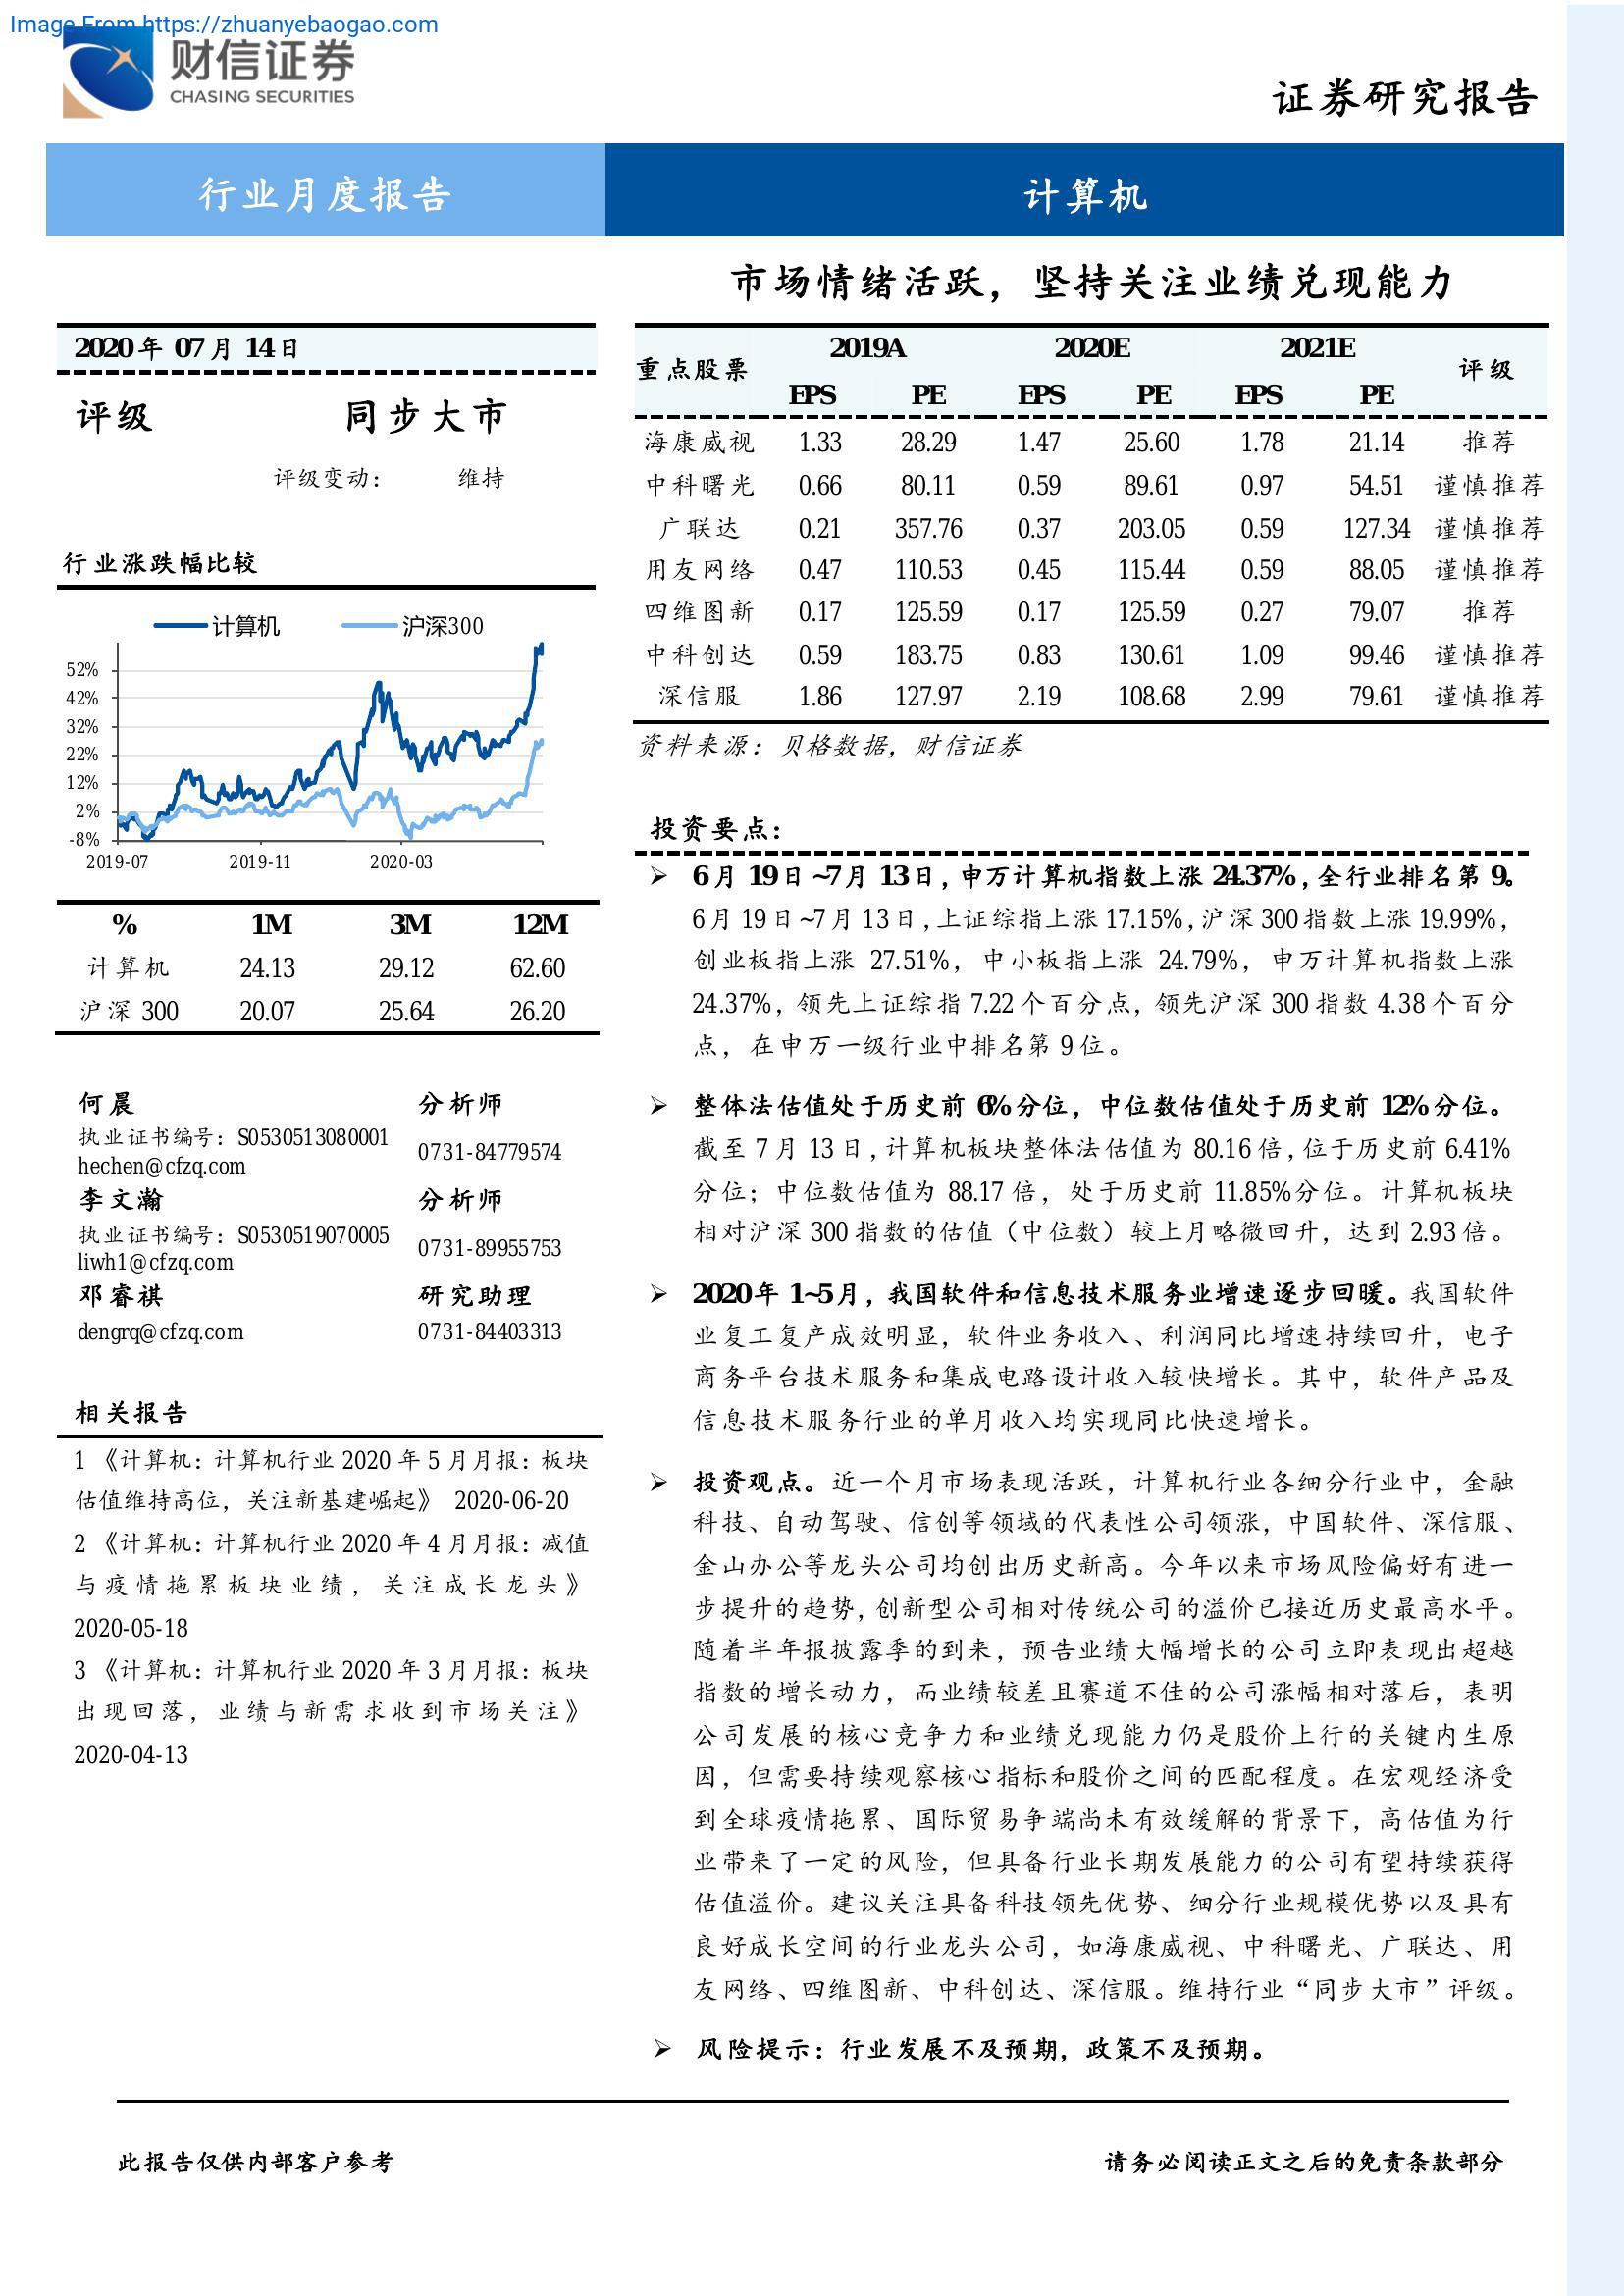 Image From https://zhuanyebaogao.com
财信证券
CHASING SECURITIES
证券研究报告
行业月度报告
计算机
市场情绪活跃，坚持关注业绩兑现能力
2020年 07月 14日
评级 同步大市
评级变动： 维持
行业涨跌幅比较
计算机 沪深300
52%
42%
32%
22%
12%
2%
-8%
2019-07 2019-11 2020-03
% 1M 3M 12M
计算机 24.13 29.12 62.60
沪深 300 20.07 25.64 26.20
何晨 分析师
执业证书编号：S0530513080001
0731-84779574
hechen@cfzq.com
李文瀚 分析师
执业证书编号：S0530519070005
0731-89955753
liwh1@cfzq.com
邓睿祺 研究助理
dengrq@cfzq.com 0731-84403313
相关报告
1 《计算机：计算机行业 2020 年 5 月月报：板块
估值维持高位，关注新基建崛起》 2020-06-20
2 《计算机：计算机行业 2020 年 4 月月报：减值
与疫情拖累板块业绩，关注成长龙头》
2020-05-18
3 《计算机：计算机行业 2020 年 3 月月报：板块
出现回落，业绩与新需求收到市场关注》
2020-04-13
重点股票 2019A 2020E 2021E 评级
EPS PE EPS PE EPS PE
海康威视 1.33 28.29 1.47 25.60 1.78 21.14 推荐
中科曙光 0.66 80.11 0.59 89.61 0.97 54.51 谨慎推荐
广联达 0.21 357.76 0.37 203.05 0.59 127.34 谨慎推荐
用友网络 0.47 110.53 0.45 115.44 0.59 88.05 谨慎推荐
四维图新 0.17 125.59 0.17 125.59 0.27 79.07 推荐
中科创达 0.59 183.75 0.83 130.61 1.09 99.46 谨慎推荐
深信服 1.86 127.97 2.19 108.68 2.99 79.61 谨慎推荐
资料来源：贝格数据，财信证券
投资要点：
➢ 6月 19日~7月 13日，申万计算机指数上涨 24.37%，全行业排名第 9。
6月 19日~7月 13日，上证综指上涨 17.15%，沪深 300指数上涨 19.99%，
创业板指上涨 27.51%，中小板指上涨 24.79%，申万计算机指数上涨
24.37%，领先上证综指 7.22个百分点，领先沪深 300 指数 4.38 个百分
点，在申万一级行业中排名第 9位。
➢ 整体法估值处于历史前 6%分位，中位数估值处于历史前 12%分位。
截至 7 月 13 日，计算机板块整体法估值为 80.16 倍，位于历史前 6.41%
分位；中位数估值为 88.17 倍，处于历史前 11.85%分位。计算机板块
相对沪深 300 指数的估值（中位数）较上月略微回升，达到 2.93 倍。
➢ 2020年 1~5月，我国软件和信息技术服务业增速逐步回暖。我国软件
业复工复产成效明显，软件业务收入、利润同比增速持续回升，电子
商务平台技术服务和集成电路设计收入较快增长。其中，软件产品及
信息技术服务行业的单月收入均实现同比快速增长。
➢ 投资观点。近一个月市场表现活跃，计算机行业各细分行业中，金融
科技、自动驾驶、信创等领域的代表性公司领涨，中国软件、深信服、
金山办公等龙头公司均创出历史新高。今年以来市场风险偏好有进一
步提升的趋势，创新型公司相对传统公司的溢价已接近历史最高水平。
随着半年报披露季的到来，预告业绩大幅增长的公司立即表现出超越
指数的增长动力，而业绩较差且赛道不佳的公司涨幅相对落后，表明
公司发展的核心竞争力和业绩兑现能力仍是股价上行的关键内生原
因，但需要持续观察核心指标和股价之间的匹配程度。在宏观经济受
到全球疫情拖累、国际贸易争端尚未有效缓解的背景下，高估值为行
业带来了一定的风险，但具备行业长期发展能力的公司有望持续获得
估值溢价。建议关注具备科技领先优势、细分行业规模优势以及具有
良好成长空间的行业龙头公司，如海康威视、中科曙光、广联达、用
友网络、四维图新、中科创达、深信服。维持行业“同步大市”评级。
➢ 风险提示：行业发展不及预期，政策不及预期。
此报告仅供内部客户参考
请务必阅读正文之后的免责条款部分